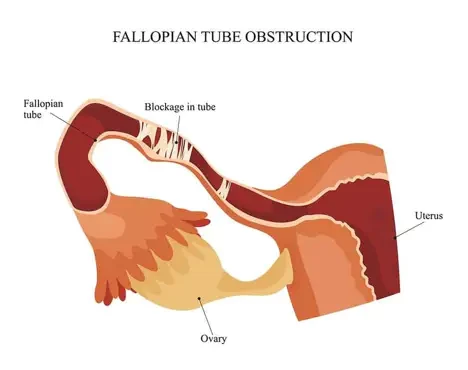 FALLOPIAN TUBE OBSTRUCTION
Fallopian
tube
Blockage in tube
Uterus
Ovary